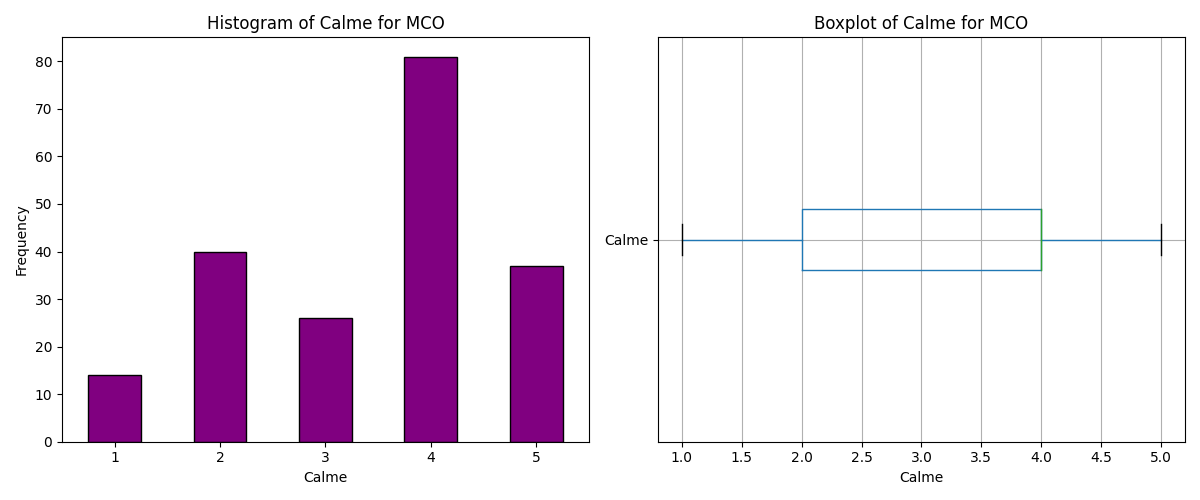 Histogram of Calme for MCO
80
70
60
50
40
30
20
10
0
Frequency
1 2 3 4 5
Calme
Boxplot of Calme for MCO
Calme
1.0 1.5 2.0 2.5 3.0 3.5 4.0 4.5 5.0
Calme